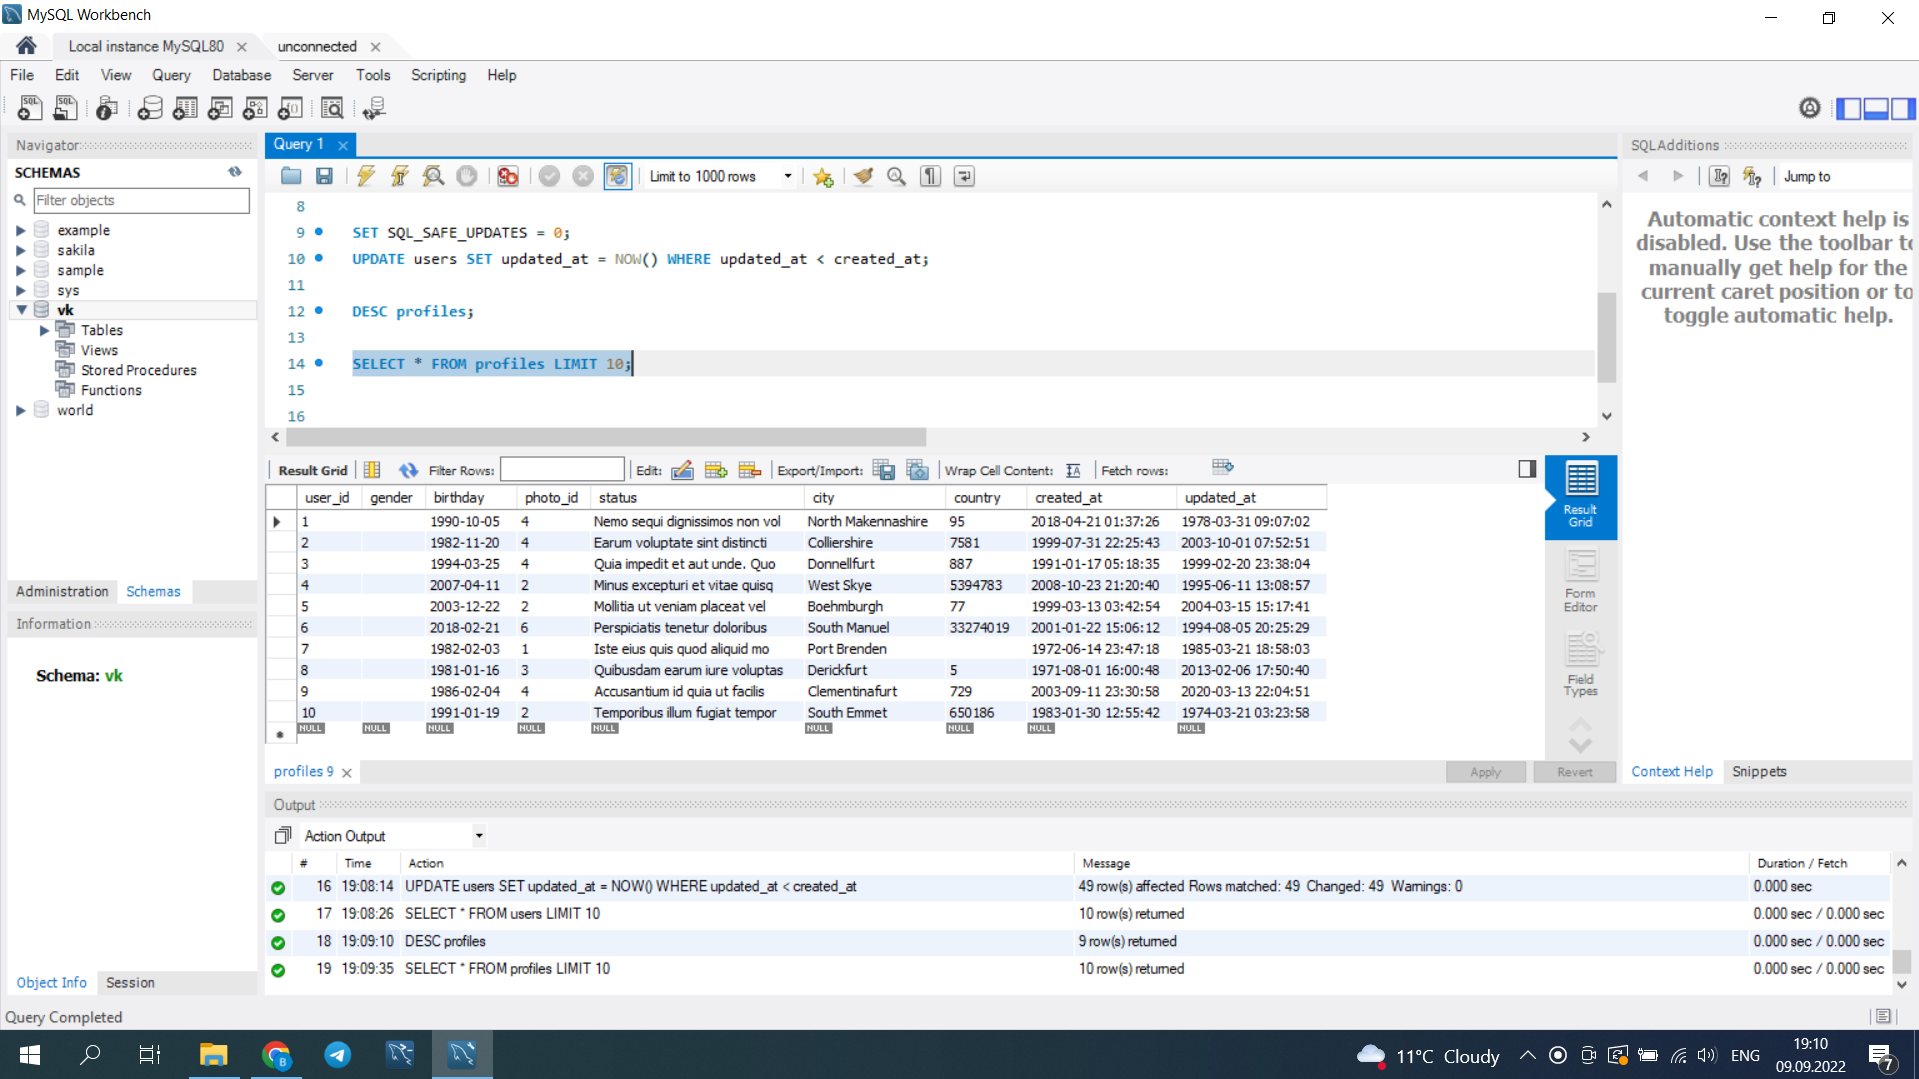 MySQL Workbench
Local instance MySQL80
unconnected
File Edit View Query Database Server Tools Scripting Help
Navigator
SCHEMAS
Filter objects
example
sakila
sample
sys
vk
Tables
Views
Stored Procedures
Functions
world
Administration Schemas
Information
Schema: vk
Object Info Session
Query Completed
Query 1
Limit to 1000 rows
8
9 SET SQL_SAFE_UPDATES = 0;
10 UPDATE users SET updated_at = NOW() WHERE updated_at < created_at;
11
12 DESC profiles;
13
14 SELECT * FROM profiles LIMIT 10;
15
16
Result Grid Filter Rows: Edit: Export/Import: Wrap Cell Content: Fetch rows:
user_id gender birthday photo_id status city country created_at updated_at
1 1990-10-05 4 Nemo sequi dignissimos non vol North Makennashire 95 2018-04-21 01:37:26 1978-03-31 09:07:02
2 1982-11-20 4 Earum voluptate sint distincti Colliershire 7581 1999-07-31 22:25:43 2003-10-01 07:52:51
3 1994-03-25 4 Quia impedit et aut unde. Quo Donnellfurt 887 1991-01-17 05:18:35 1999-02-20 23:38:04
4 2007-04-11 2 Minus excepturi et vitae quisq West Skye 5394783 2008-10-23 21:20:40 1995-06-11 13:08:57
5 2003-12-22 2 Mollitia ut veniam placeat vel Boehmburgh 77 1999-03-13 03:42:54 2004-03-15 15:17:41
6 2018-02-21 6 Perspiciatis tenetur doloribus South Manuel 33274019 2001-01-22 15:06:12 1994-08-05 20:25:29
7 1982-02-03 1 Iste eius quis quod aliquid mo Port Brenden 1972-06-14 23:47:18 1985-03-21 18:58:03
8 1981-01-16 3 Quibusdam earum iure voluptas Derickfurt 5 1971-08-01 16:00:48 2013-02-06 17:50:40
9 1986-02-04 4 Accusantium id quia ut facilis Clementinafurt 729 2003-09-11 23:30:58 2020-03-13 22:04:51
10 1991-01-19 2 Temporibus illum fugiat tempor South Emmet 650186 1983-01-30 12:55:42 1974-03-21 03:23:58
NULL NULL NULL NULL NULL NULL NULL NULL NULL
Result
Grid
Form
Editor
Field
Types
profiles 9
Apply Revert
SQLAdditions
Jump to
Automatic context help is
disabled. Use the toolbar to
manually get help for the
current caret position or to
toggle automatic help.
Context Help Snippets
Output
Action Output
# Time Action Message Duration / Fetch
16 19:08:14 UPDATE users SET updated_at = NOW() WHERE updated_at < created_at 49 row(s) affected Rows matched: 49 Changed: 49 Warnings: 0 0.000 sec
17 19:08:26 SELECT * FROM users LIMIT 10 10 row(s) returned 0.000 sec / 0.000 sec
18 19:09:10 DESC profiles 9 row(s) returned 0.000 sec / 0.000 sec
19 19:09:35 SELECT * FROM profiles LIMIT 10 10 row(s) returned 0.000 sec / 0.000 sec
11°C Cloudy
ENG
19:10
09.09.2022
7